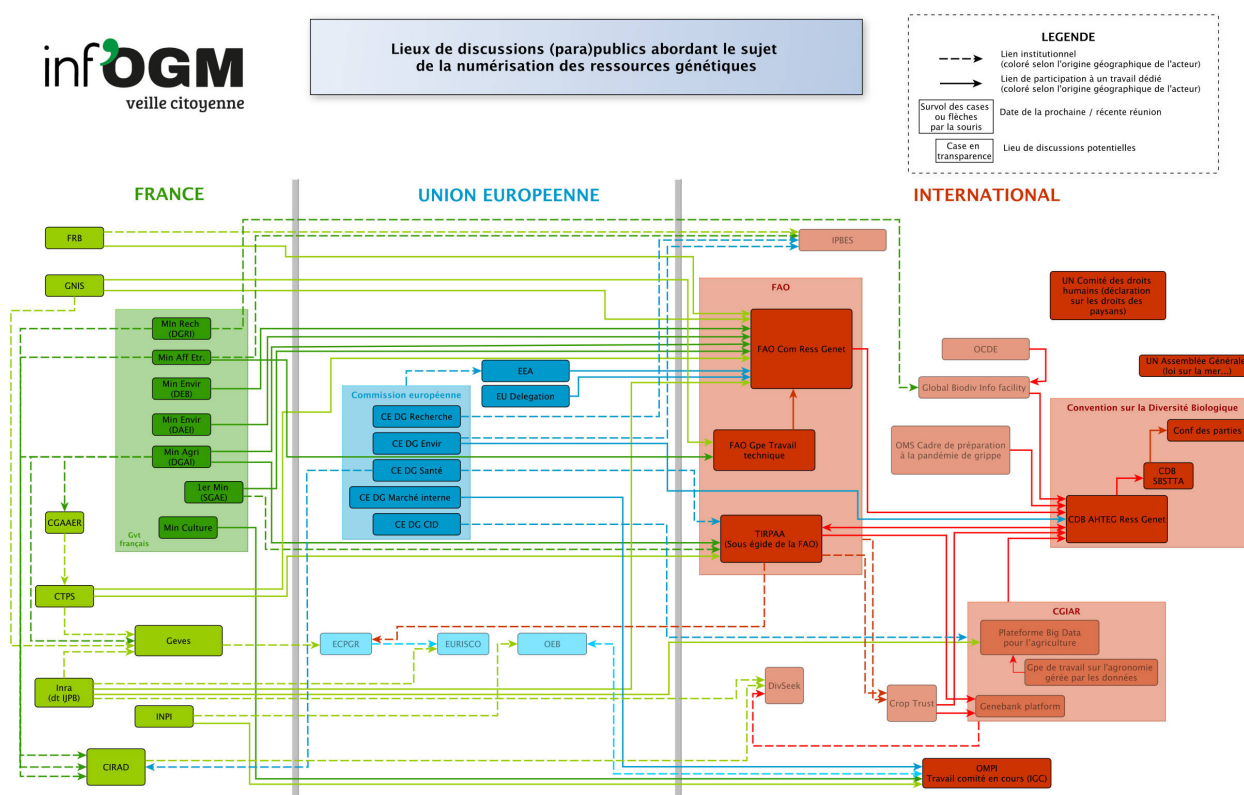 inf'OGM
veille citoyenne
Lieux de discussions (para)publics abordant le sujet
de la numérisation des ressources génétiques
LEGENDE
Lien institutionnel
(coloré selon l'origine géographique de l'acteur)
Lien de participation à un travail dédié
(coloré selon l'origine géographique de l'acteur)
Survol des cases
ou flèches
par la souris
Date de la prochaine / récente réunion
Case en
transparence
Lieu de discussions potentielles
FRANCE
UNION EUROPEENNE
INTERNATIONAL
FRB
GNIS
Min Rech
(DGRI)
Min Aff Etr.
Min Envir
(DEB)
Min Envir
(DAEI)
Min Agri
(DGAI)
1er Min
(SGAE)
Min Culture
Gvt
français
CGAAER
CTPS
Geves
Inra
(dt IJPB)
INPI
CIRAD
EEA
EU Delegation
Commission européenne
CE DG Recherche
CE DG Envir
CE DG Santé
CE DG Marché interne
CE DG CID
ECPGR
EURISCO
OEB
IPBES
FAO
FAO Com Ress Genet
FAO Gpe Travail
technique
TIRPAA
(Sous égide de la FAO)
UN Comité des droits
humains (déclaration
sur les droits des
paysans)
OCDE
UN Assemblée Générale
(loi sur la mer...)
Global Biodiv Info facility
Convention sur la Diversité Biologique
Conf des parties
OMS Cadre de préparation
à la pandémie de grippe
CDB
SBSTTA
CDB AHTEG Ress Genet
CGIAR
Plateforme Big Data
pour l'agriculture
Gpe de travail sur l'agronomie
gérée par les données
Genebank platform
DivSeek
Crop Trust
OMPI
Travail comité en cours (IGC)